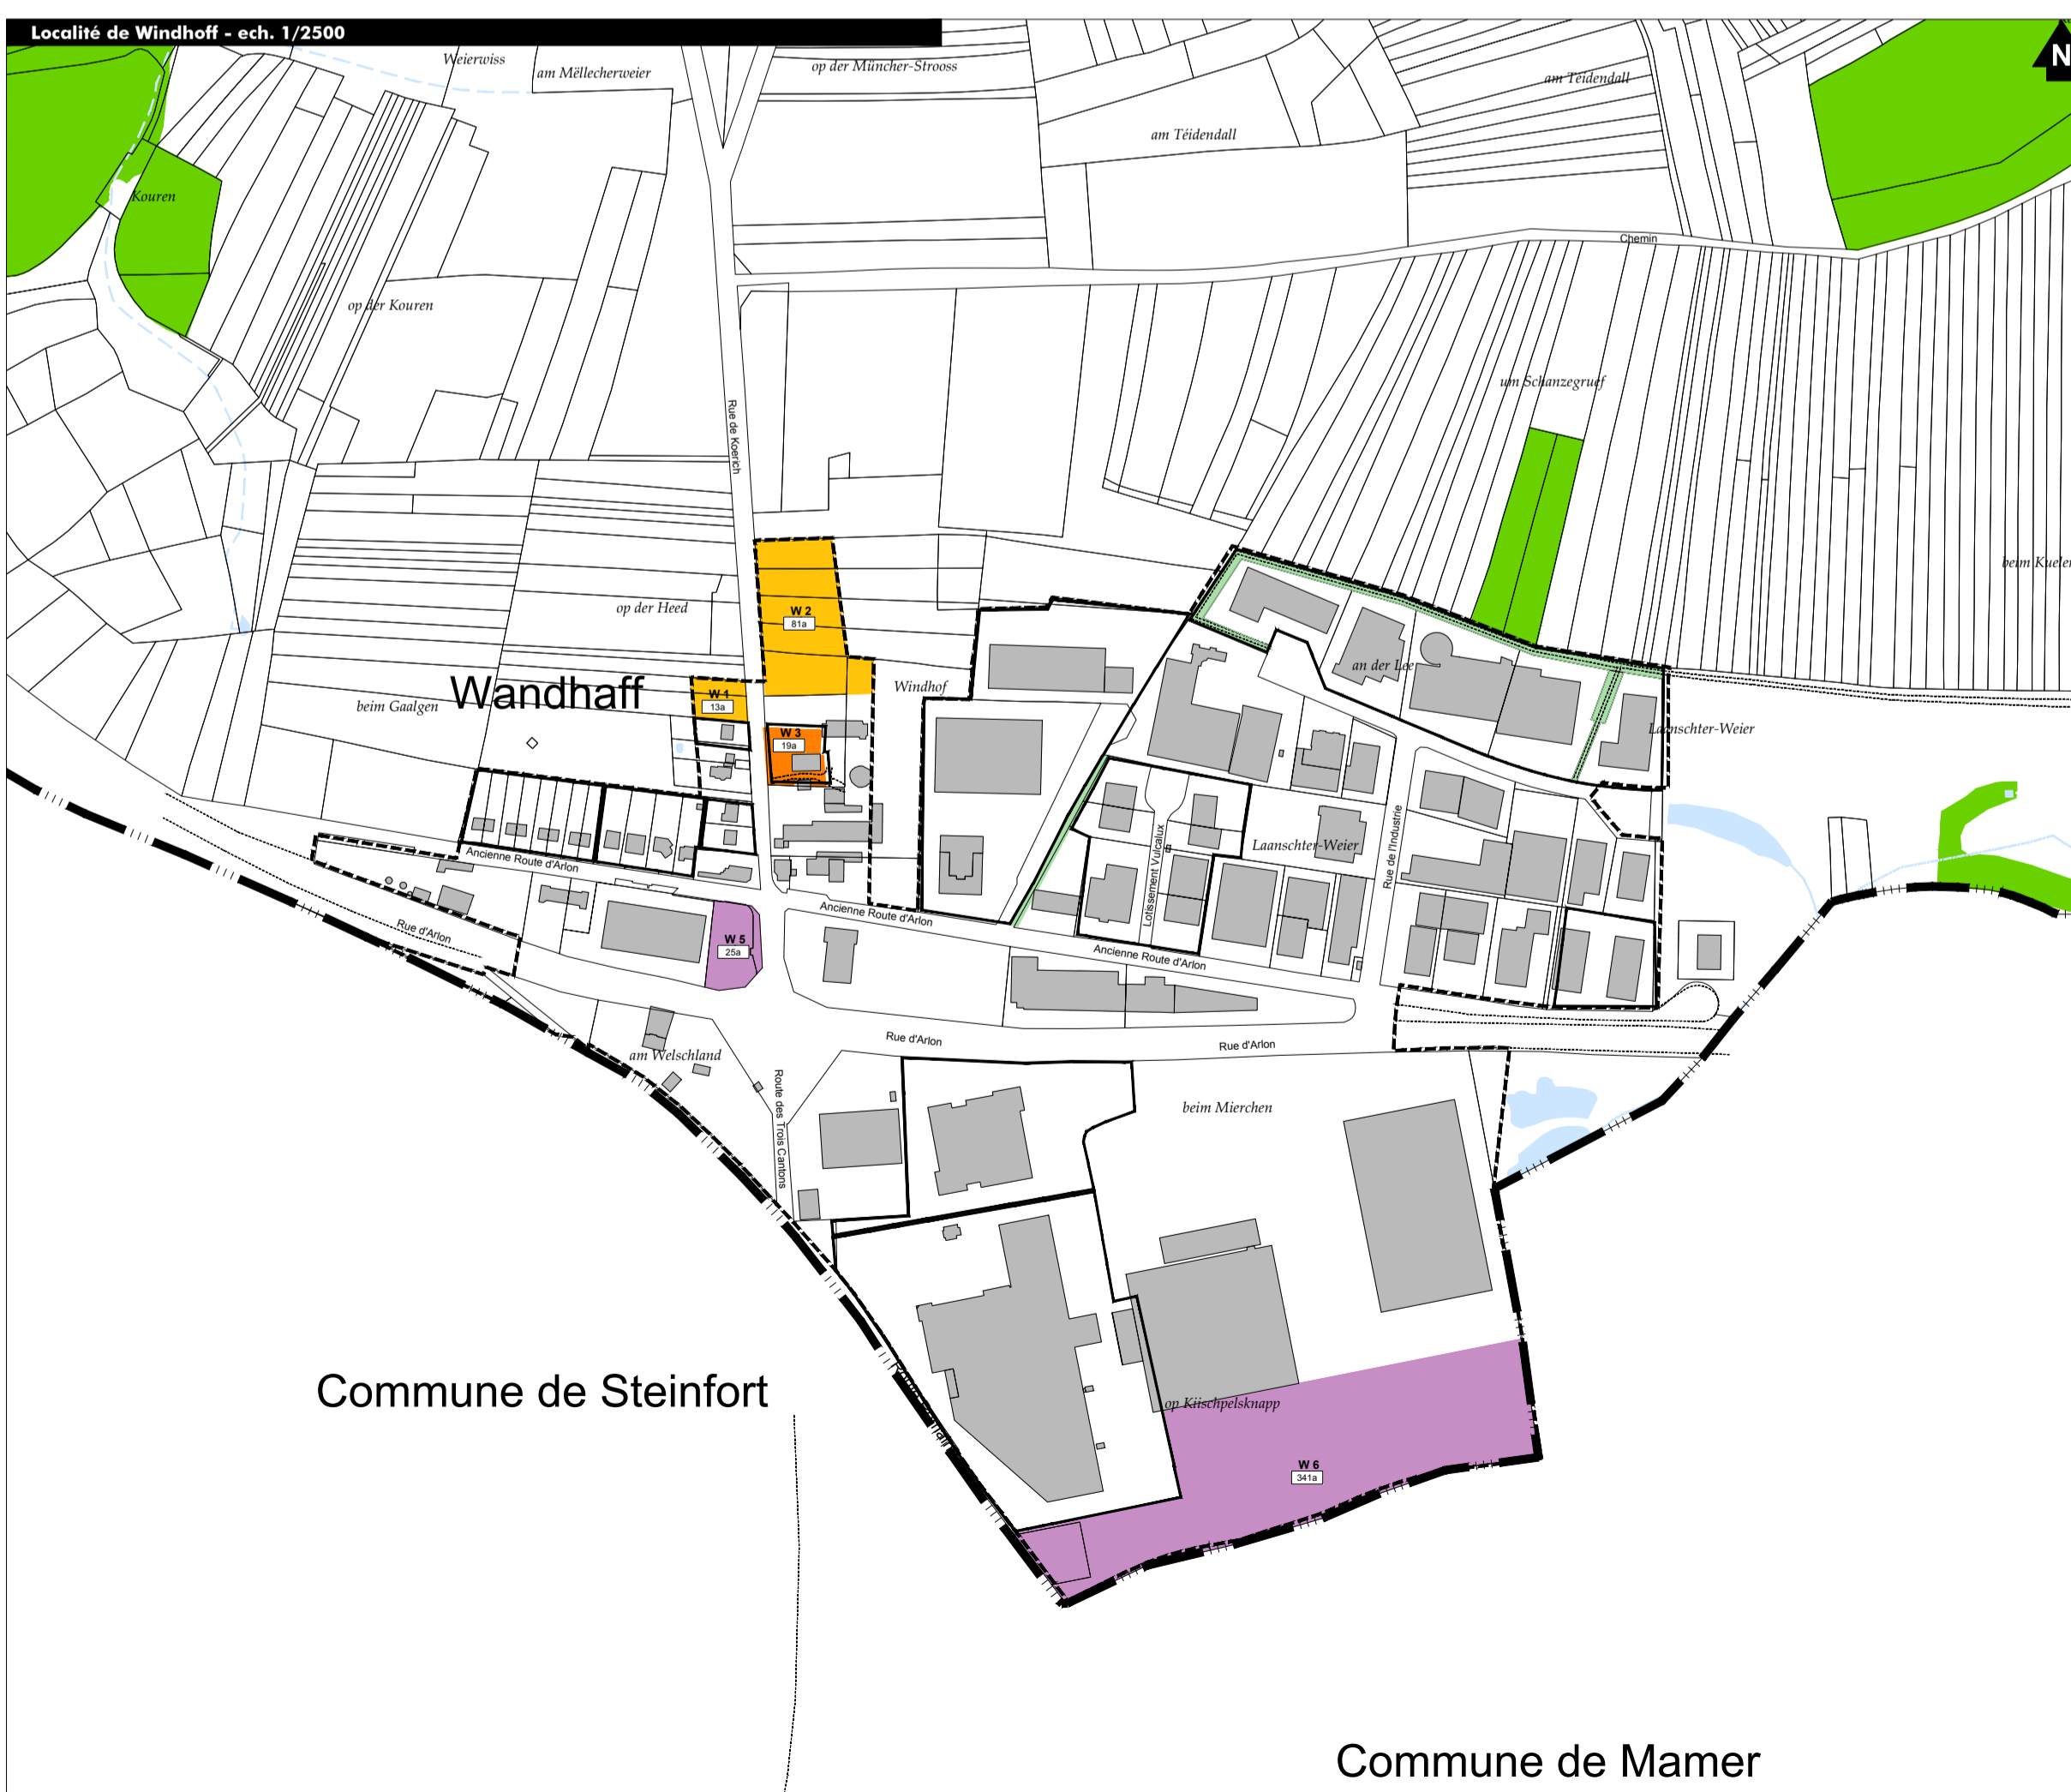 Localité de Windhoff - ech. 1/2500
N
Weierwiss
am Mëllecherweier
op der Müncher-Strooss
am Téidendall
am Téidendall
Kouren
Chemin
op der Kouren
um Schanzegruef
Rue de Koerich
op der Heed
W 2
81a
Wandhaff
beim Gaalgen
W 1
13a
Windhof
an der Lee
Laanschter-Weier
W 3
19a
Laanschter-Weier
Rue de l'Industrie
Lotissement Vulcalux
Ancienne Route d'Arlon
Ancienne Route d'Arlon
Ancienne Route d'Arlon
Rue d'Arlon
W 5
25a
Rue d'Arlon
Rue d'Arlon
am Welschland
Route des Trois Cantons
beim Mierchen
Commune de Steinfort
op Kiischpelsknapp
W 6
341a
Commune de Mamer